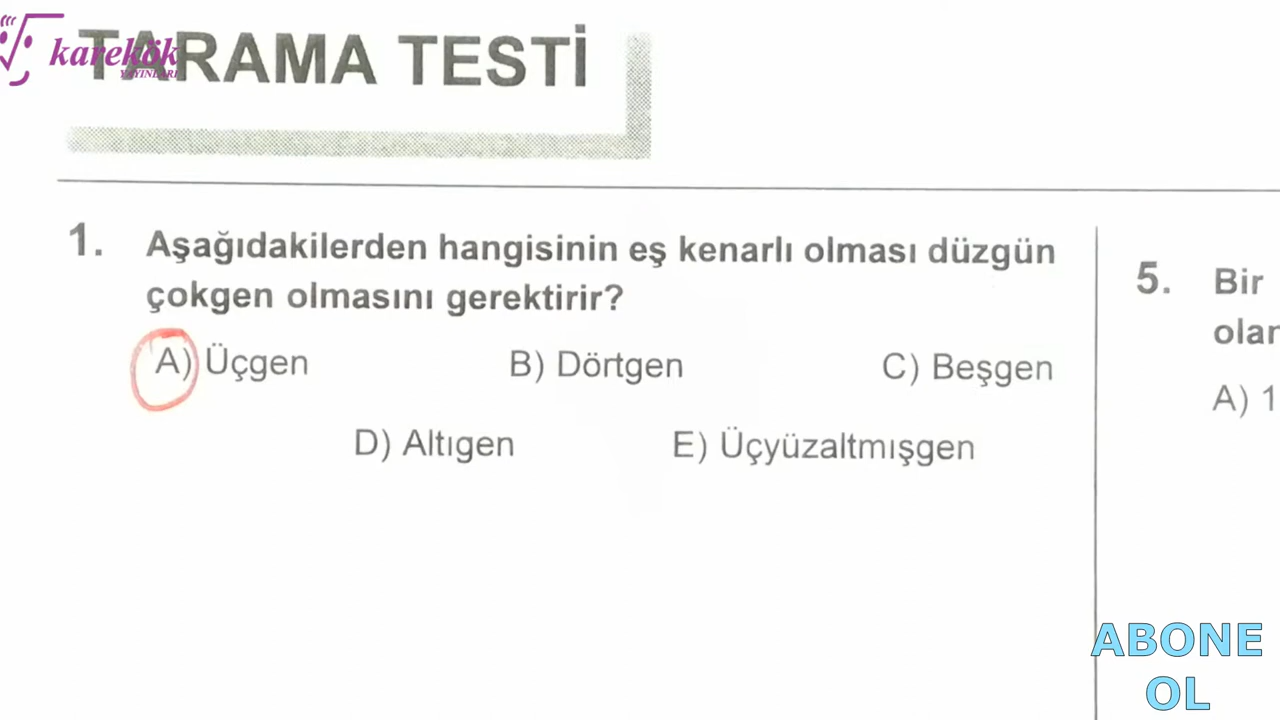 karekök
YAYINLARI
TARAMA TESTİ
1. Aşağıdakilerden hangisinin eş kenarlı olması düzgün
çokgen olmasını gerektirir?
A) Üçgen B) Dörtgen C) Beşgen
D) Altıgen E) Üçyüzaltmışgen
5. Bir
olar
A) 1
ABONE
OL